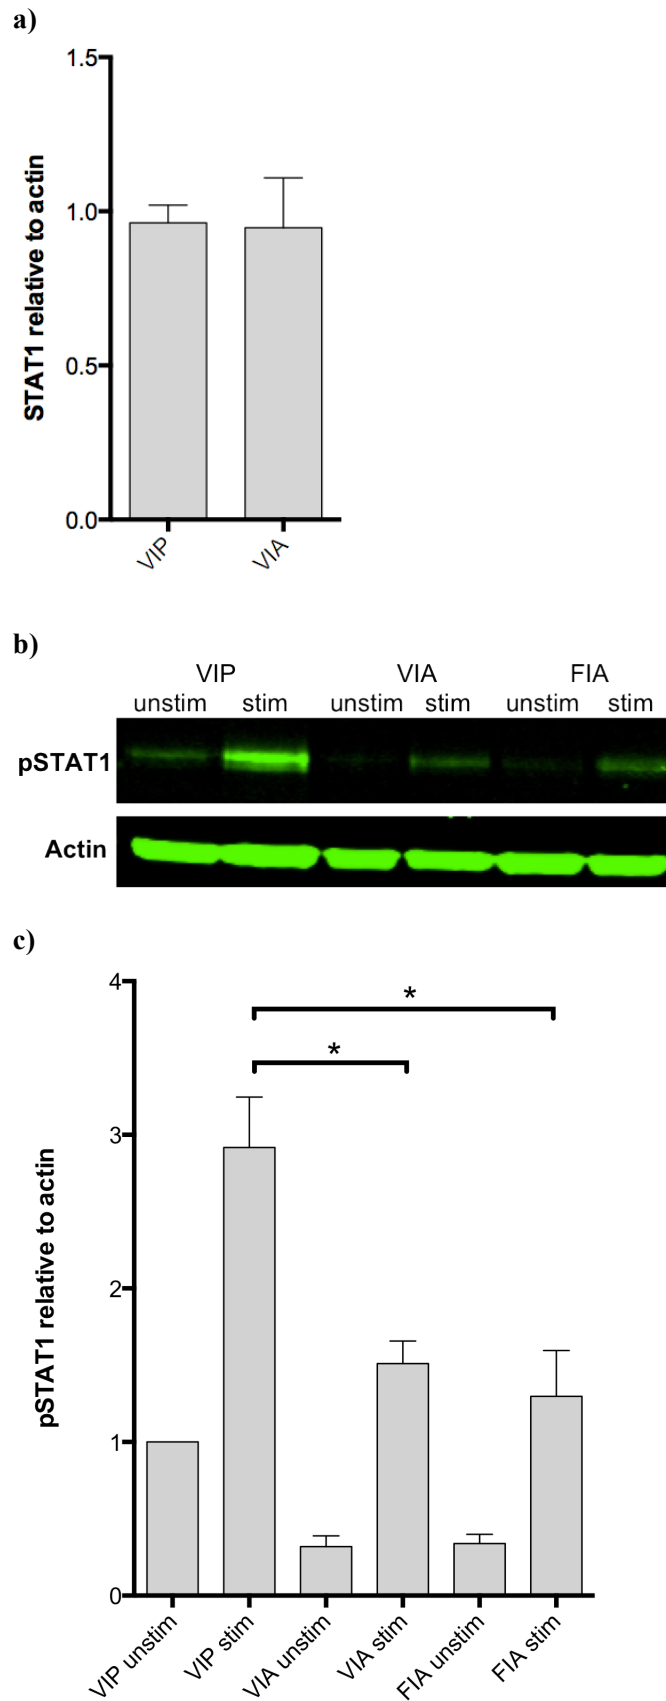 a)
STAT1 relative to actin
1.5
1.0
0.5
0.0
VIP
VIA
b)
VIP VIA FIA
unstim stim unstim stim unstim stim
pSTAT1
Actin
c)
pSTAT1 relative to actin
4
3
2
1
0
*
*
VIP unstim
VIP stim
VIA unstim
VIA stim
FIA unstim
FIA stim